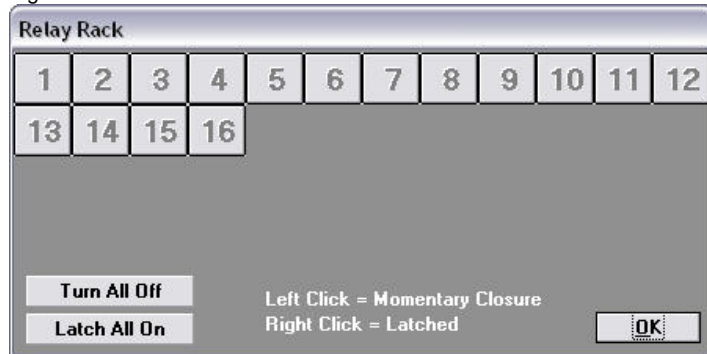 Relay Rack
1 2 3 4 5 6 7 8 9 10 11 12
13 14 15 16
Turn All Off
Left Click = Momentary Closure
Latch All On
Right Click = Latched
OK